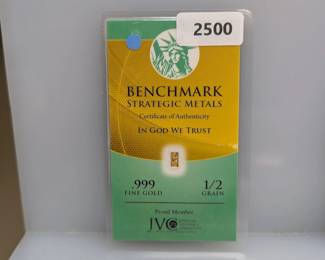 2500
BENCHMARK
STRATEGIC METALS
Certificate of Authenticity
IN GOD WE TRUST
.999 1/2
FINE GOLD GRAIN
Proud Member
JVC